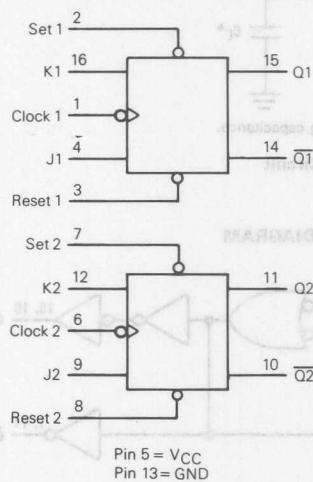 Set 1 2
K1 16 15 Q1
Clock 1 1
J1 4 14 Q1
Reset 1 3
Set 2 7
K2 12 11 Q2
Clock 2 6
J2 9 10 Q2
Reset 2 8
Pin 5 = VCC
Pin 13 = GND
DIAGRAM